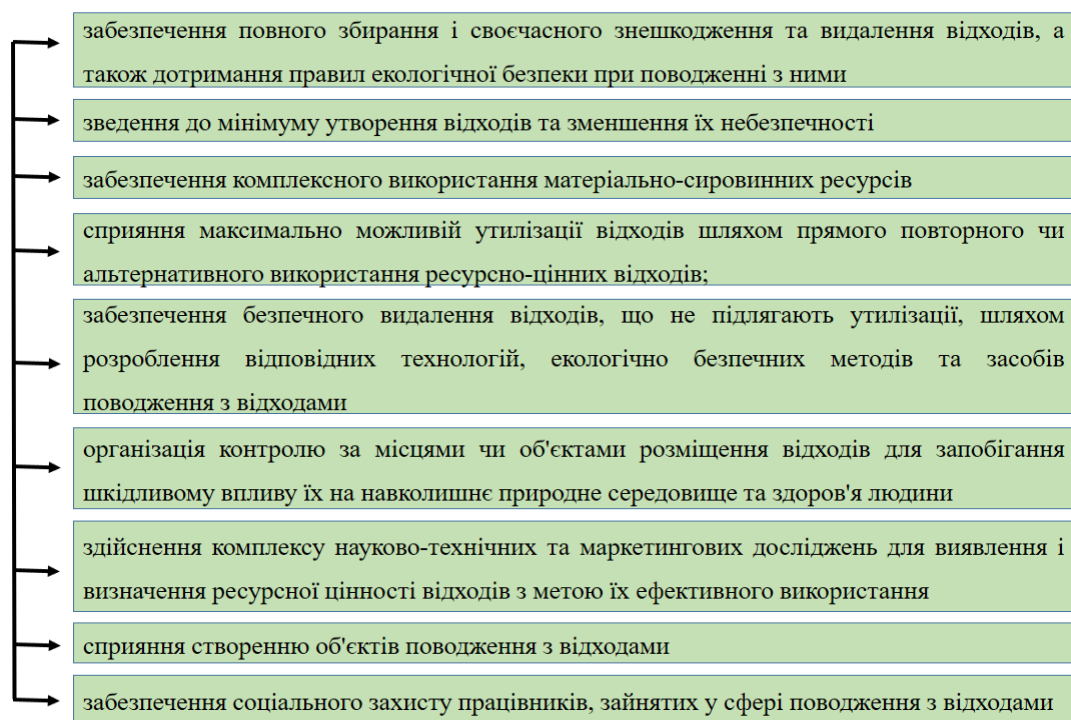 забезпечення повного збирання і своєчасного знешкодження та видалення відходів, а
також дотримання правил екологічної безпеки при поводженні з ними
зведення до мінімуму утворення відходів та зменшення їх небезпечності
забезпечення комплексного використання матеріально-сировинних ресурсів
сприяння максимально можливій утилізації відходів шляхом прямого повторного чи
альтернативного використання ресурсно-цінних відходів;
забезпечення безпечного видалення відходів, що не підлягають утилізації, шляхом
розроблення відповідних технологій, екологічно безпечних методів та засобів
поводження з відходами
організація контролю за місцями чи об'єктами розміщення відходів для запобігання
шкідливому впливу їх на навколишнє природне середовище та здоров'я людини
здійснення комплексу науково-технічних та маркетингових досліджень для виявлення і
визначення ресурсної цінності відходів з метою їх ефективного використання
сприяння створенню об'єктів поводження з відходами
забезпечення соціального захисту працівників, зайнятих у сфері поводження з відходами